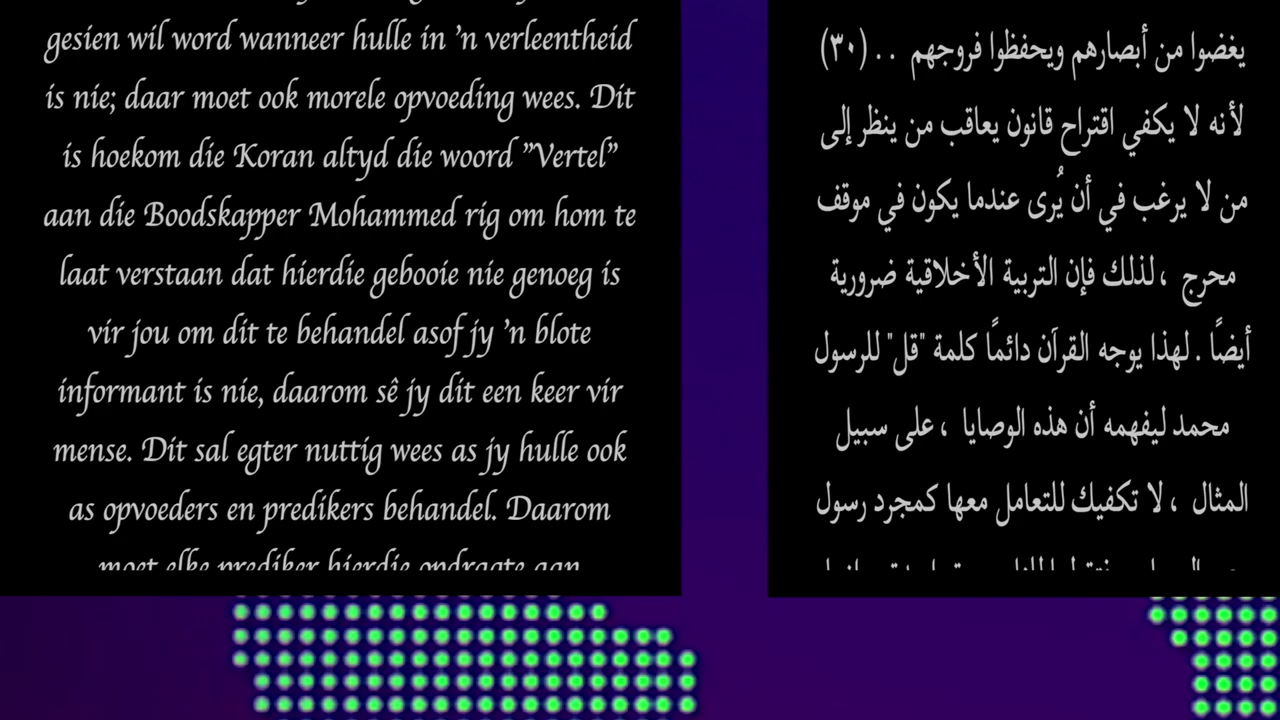 gesien wil word wanneer hulle in 'n verleentheid
is nie; daar moet ook morele opvoeding wees. Dit
is hoekom die Koran altyd die woord "Vertel"
aan die Boodskapper Mohammed rig om hom te
laat verstaan dat hierdie gebooie nie genoeg is
vir jou om dit te behandel asof jy 'n blote
informant is nie, daarom sê jy dit een keer vir
mense. Dit sal egter nuttig wees as jy hulle ook
as opvoeders en predikers behandel. Daarom
moet elke prediker hierdie opdragte aan
يغضوا من أبصارهم ويحفظوا فروجهم . . (٣٠)
لأنه لا يكفي اقتراح قانون يعاقب من ينظر إلى
من لا يرغب في أن يُرى عندما يكون في موقف
محرج ، لذلك فإن التربية الأخلاقية ضرورية
أيضاً . لهذا يوجه القرآن دائماً كلمة "قل" للرسول
محمد ليفهمه أن هذه الوصايا ، على سبيل
المثال ، لا تكفيك للتعامل معها كمجرد رسول